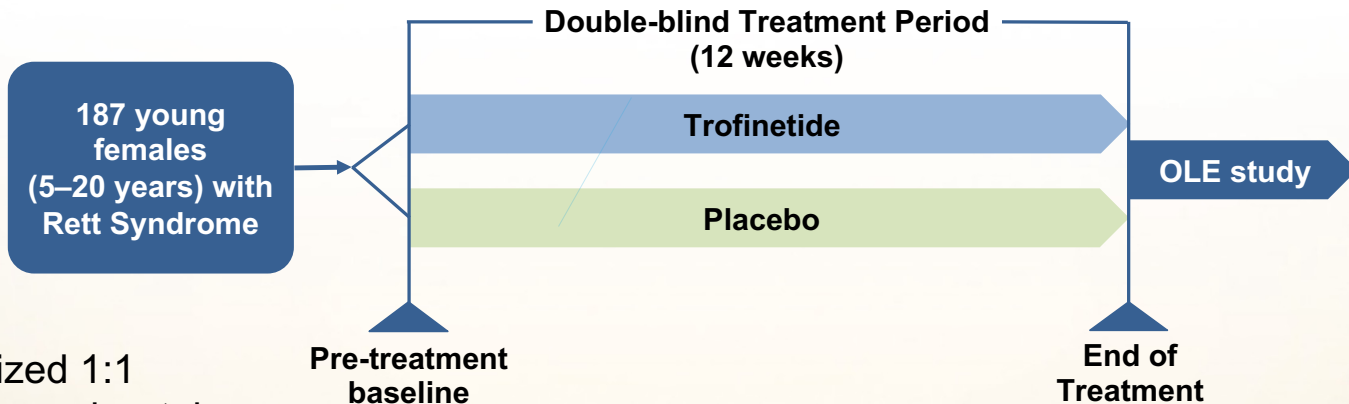 Double-blind Treatment Period
(12 weeks)
187 young
females
(5–20 years) with
Rett Syndrome
Trofinetide
Placebo
OLE study
Pre-treatment
baseline
End of
Treatment
ized 1:1